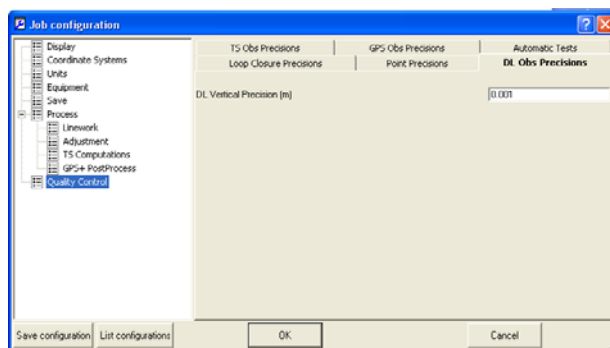 Job configuration
Display
Coordinate Systems
Units
Equipment
Save
Process
Linework
Adjustment
TS Computations
GPS+ PostProcess
Quality Control
TS Obs Precisions
GPS Obs Precisions
Automatic Tests
Loop Closure Precisions
Point Precisions
DL Obs Precisions
DL Vertical Precision (m)
0.001
Save configuration
List configurations
OK
Cancel